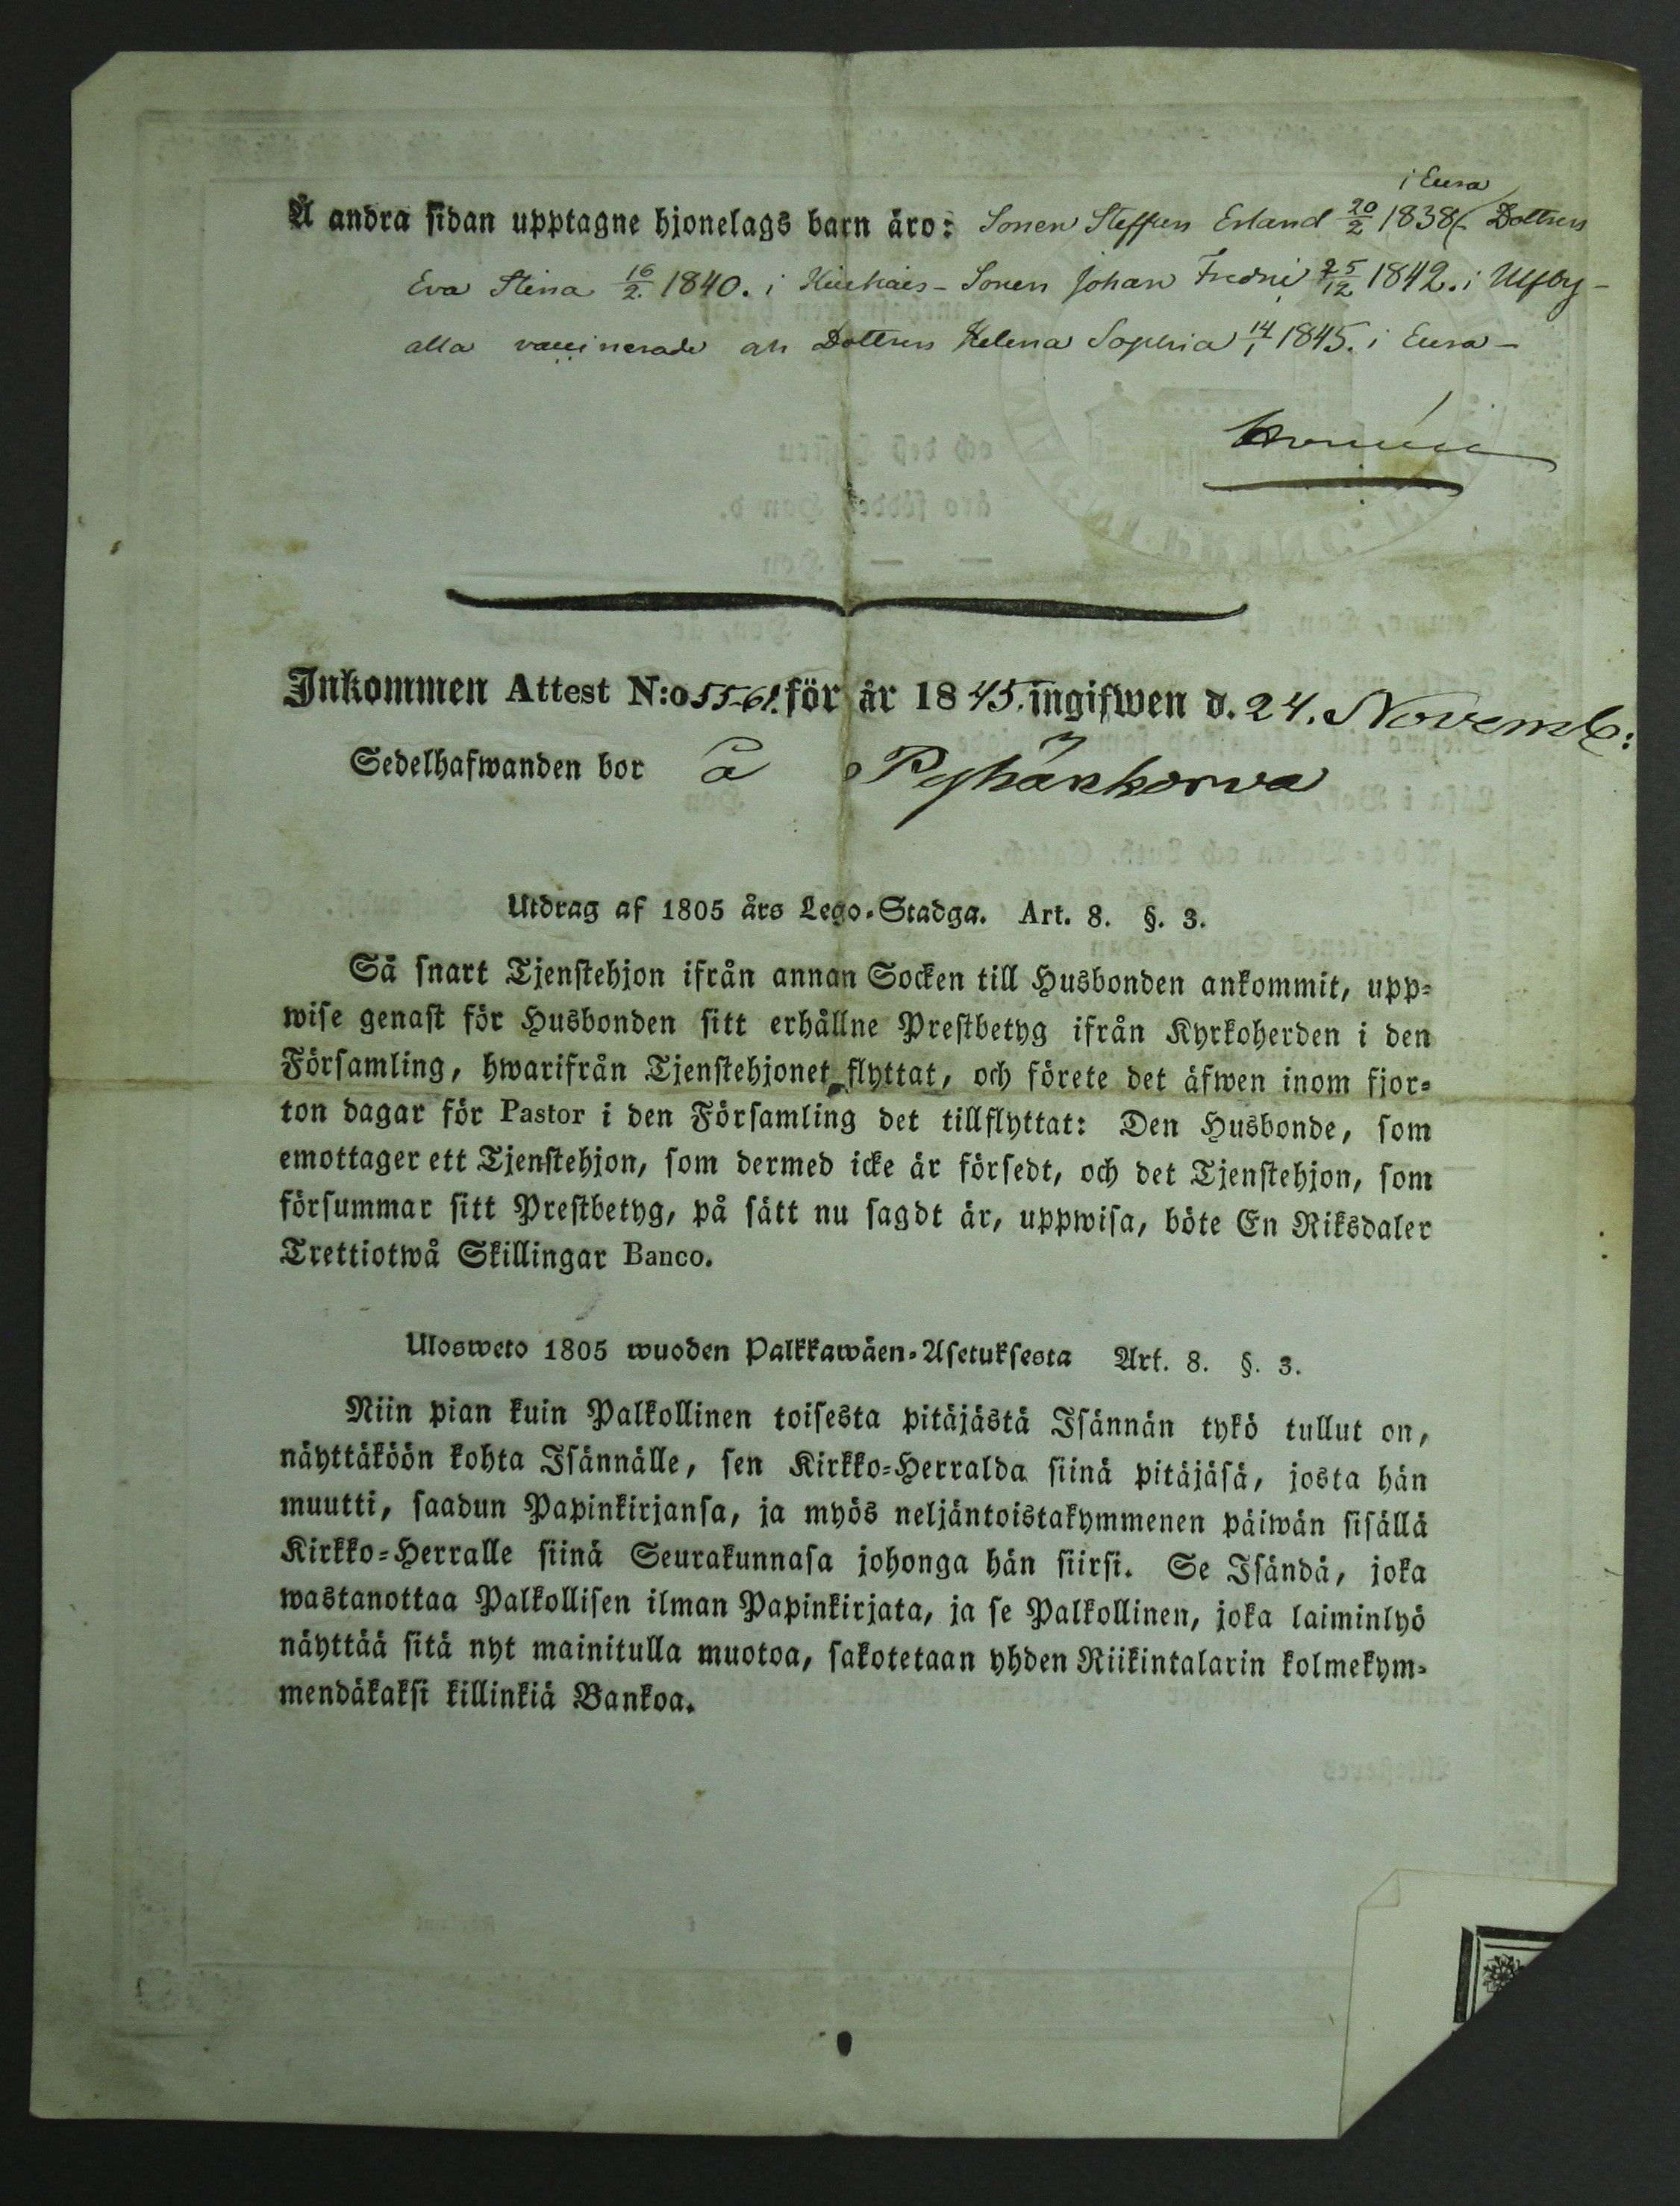 i Eura
Å andra sidan upptagne hjonelags barn äro: Sonen Steffen Erland 20/2 1838 Dottren
Eva Stina 16/2. 1840. i Sonen Johan Fredric 25/12 1842. i Ulfsby -
alla vaccinerade och Dottren Helena Sophia 14/1 1845. i Eura -
Inkommen Attest N:o 55-61. för år 1845. ingifwen d. 24. Novemb:
Sedelhafwanden bor å Pyhänkorva
Utdrag af 1805 års Lego-Stadga. Art. 8. §. 3.
Så snart Tjenstehjon ifrån annan Socken till Husbonden ankommit, upp-
wise genast för Husbonden sitt erhållne Prestbetyg ifrån Kyrkoherden i den
Församling, hwarifrån Tjenstehjonet flyttat, och förete det äfwen inom fjor-
ton dagar för Pastor i den Församling det tillflyttat: Den Husbonde, som
emottager ett Tjenstehjon, som dermed icke är försedt, och det Tjenstehjon, som
försummar sitt Prestbetyg, på sätt nu sagdt är, uppwisa, böte En Riksdaler
Trettiotwå Skillingar Banco.
Ulosweto 1805 wuoden Palkkawäen-Asetuksesta Art. 8. §. 3.
Niin pian kuin Palkollinen toisesta pitäjästä Isännän tykö tullut on,
näyttäköön kohta Isännälle, sen Kirkko-Herralda siinä pitäjäsä, josta hän
muutti, saadun Papinkirjansa, ja myös neljäntoistakymmenen päiwän sisällä
Kirkko-Herralle siinä Seurakunnasa johonga hän siirsi. Se Isändä, joka
wastanottaa Palkollisen ilman Papinkirjata, ja se Palkollinen, joka laiminlyö
näyttää sitä nyt mainitulla muotoa, sakotetaan yhden Riikintalarin kolmekym-
mendäkaksi killinkiä Bankoa.